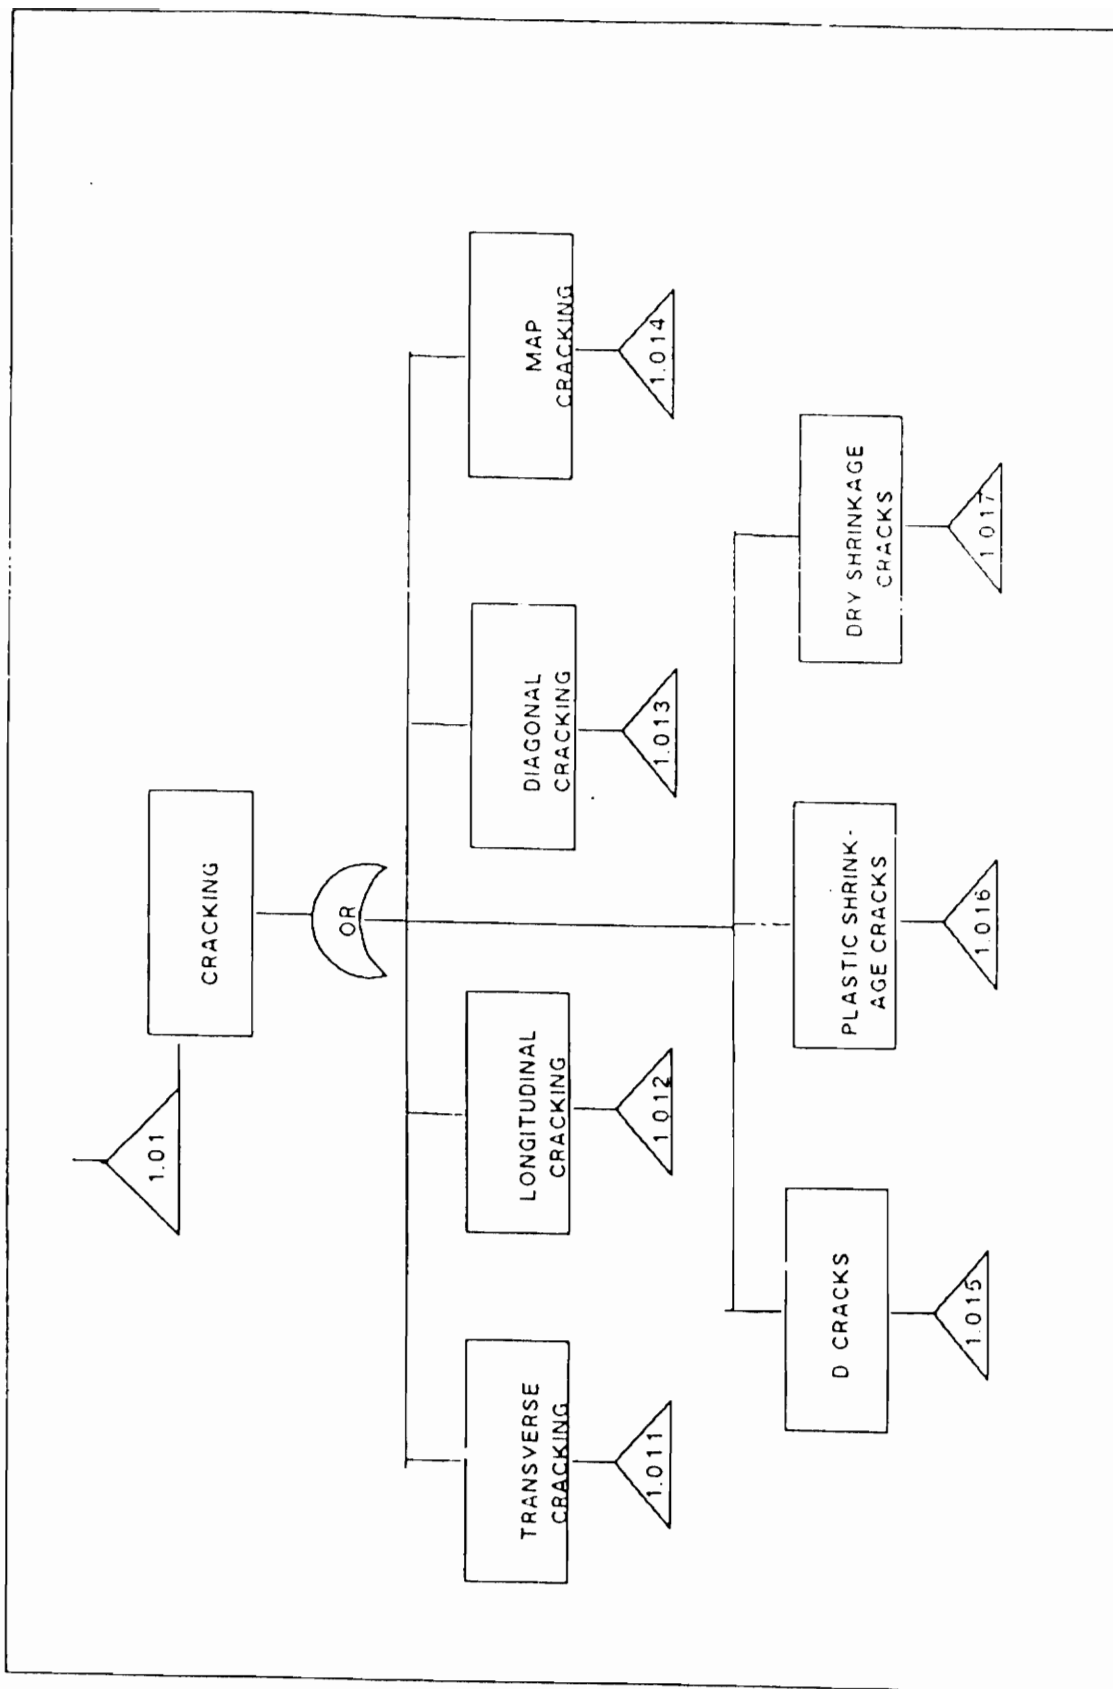 1.01
CRACKING
OR
TRANSVERSE
CRACKING
1.011
LONGITUDINAL
CRACKING
1.012
DIAGONAL
CRACKING
1.013
MAP
CRACKING
1.014
D CRACKS
1.015
PLASTIC SHRINK-
AGE CRACKS
1.016
DRY SHRINKAGE
CRACKS
1.017